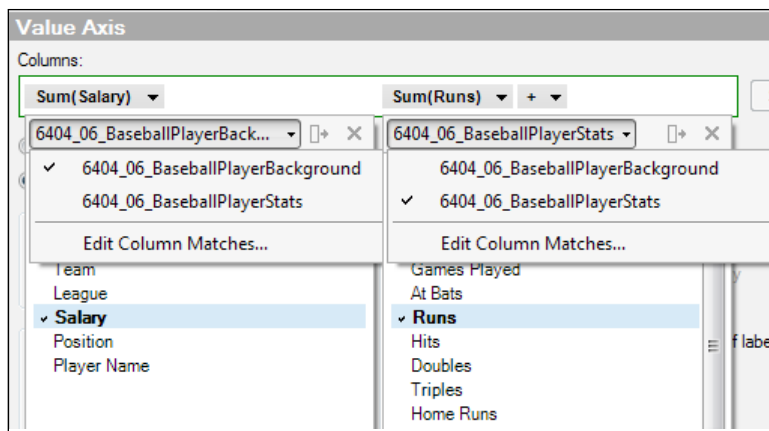 Value Axis
Columns:
Sum(Salary)
Sum(Runs) +
6404_06_BaseballPlayerBack...
6404_06_BaseballPlayerBackground
6404_06_BaseballPlayerStats
Edit Column Matches...
Team
League
Salary
Position
Player Name
6404_06_BaseballPlayerStats
6404_06_BaseballPlayerBackground
6404_06_BaseballPlayerStats
Edit Column Matches...
Games Played
At Bats
Runs
Hits
Doubles
Triples
Home Runs
y
f labe